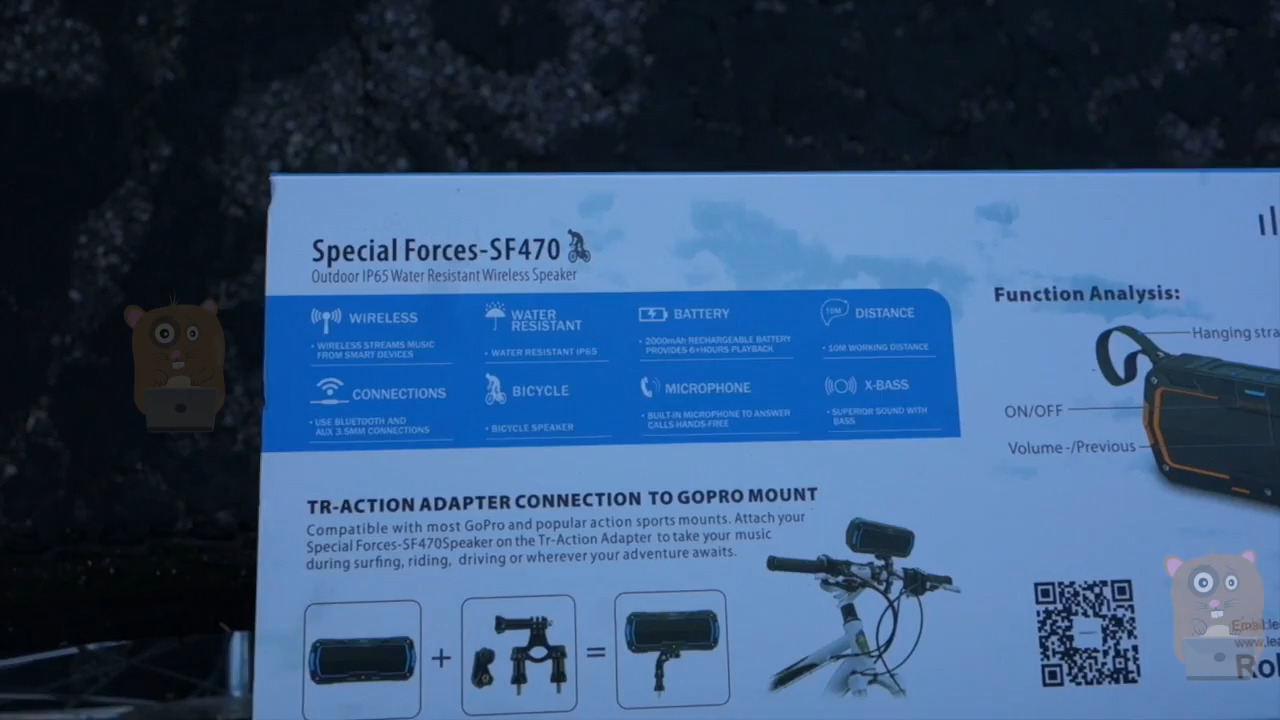 Special Forces-SF470
Outdoor IP65 Water Resistant Wireless Speaker
WIRELESS
• WIRELESS STREAMS MUSIC
FROM SMART DEVICES
WATER
RESISTANT
• WATER RESISTANT IP65
BATTERY
• 2000mAh RECHARGEABLE BATTERY
PROVIDES 6+HOURS PLAYBACK
10M
DISTANCE
• 10M WORKING DISTANCE
CONNECTIONS
• USE BLUETOOTH AND
AUX 3.5MM CONNECTIONS
BICYCLE
• BICYCLE SPEAKER
MICROPHONE
• BUILT-IN MICROPHONE TO ANSWER
CALLS HANDS-FREE
X-BASS
• SUPERIOR SOUND WITH
BASS
TR-ACTION ADAPTER CONNECTION TO GOPRO MOUNT
Compatible with most GoPro and popular action sports mounts. Attach your
Special Forces-SF470Speaker on the Tr-Action Adapter to take your music
during surfing, riding, driving or wherever your adventure awaits.
+ =
Function Analysis:
Hanging stra
ON/OFF
Volume -/Previous
Email:le
www.lea
Ro